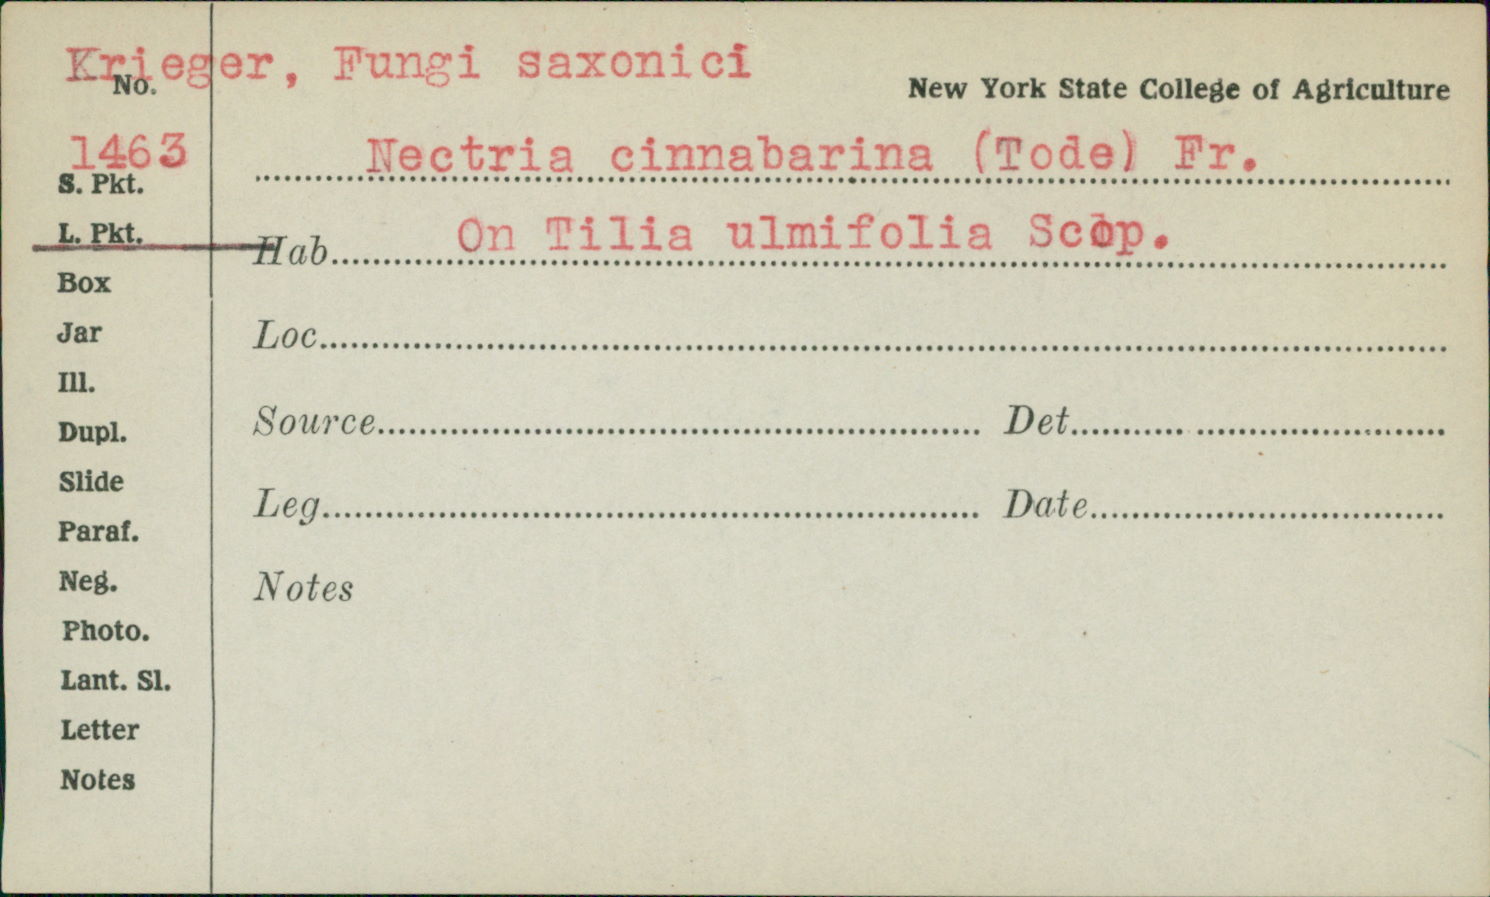 Krieger, Fungi saxonici
No.
New York State College of Agriculture
1463
Nectria cinnabarina (Tode) Fr.
S. Pkt.
L. Pkt.
Hab. On Tilia ulmifolia Scop.
Box
Jar
Loc.
Ill.
Dupl.
Source Det.
Slide
Leg. Date
Paraf.
Neg.
Notes
Photo.
Lant. Sl.
Letter
Notes